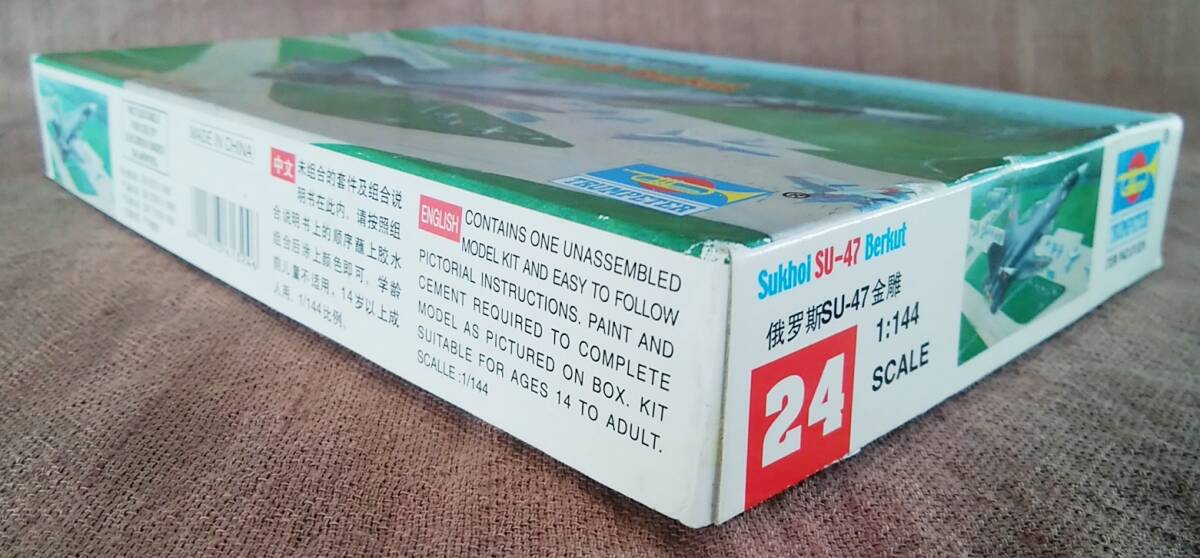 MADE IN CHINA
中文 未组合的套件及组合说
明书在此内。请按照组
合说明书上的顺序蘸上胶水
组合后涂上颜色即可，学龄
前儿童不适用，14岁以上成
人用。1/144比例。
ENGLISH CONTAINS ONE UNASSEMBLED
MODEL KIT AND EASY TO FOLLOW
PICTORIAL INSTRUCTIONS. PAINT AND
CEMENT REQUIRED TO COMPLETE
MODEL AS PICTURED ON BOX. KIT
SUITABLE FOR AGES 14 TO ADULT.
SCALLE:1/144
TRUMPETER
Sukhoi SU-47 Berkut
俄罗斯SU-47金雕
24
1:144
SCALE
TRUMPETER